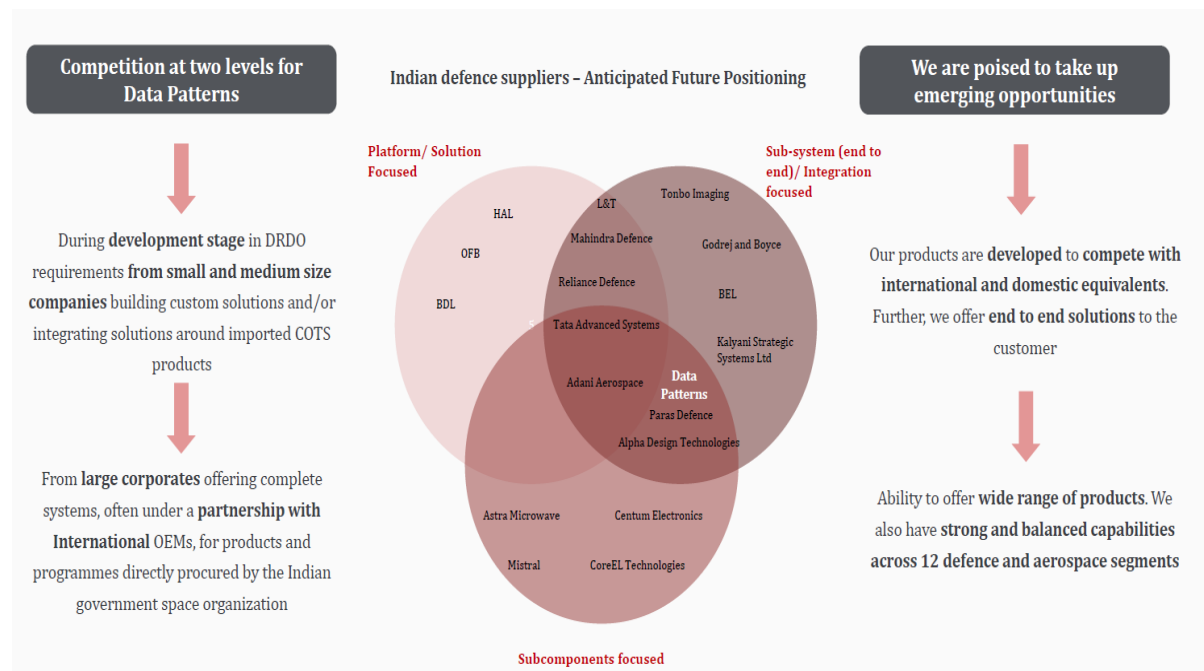 Competition at two levels for
Data Patterns
During development stage in DRDO
requirements from small and medium size
companies building custom solutions and/or
integrating solutions around imported COTS
products
From large corporates offering complete
systems, often under a partnership with
International OEMs, for products and
programmes directly procured by the Indian
government space organization
Indian defence suppliers – Anticipated Future Positioning
Platform/ Solution
Focused
Sub-system (end to
end)/ Integration
focused
HAL
OFB
BDL
L&T
Mahindra Defence
Reliance Defence
Tonbo Imaging
Godrej and Boyce
BEL
Kalyani Strategic
Systems Ltd
S
Tata Advanced Systems
Adani Aerospace
Data
Patterns
Paras Defence
Alpha Design Technologies
Astra Microwave
Centum Electronics
Mistral
CoreEL Technologies
Subcomponents focused
We are poised to take up
emerging opportunities
Our products are developed to compete with
international and domestic equivalents.
Further, we offer end to end solutions to the
customer
Ability to offer wide range of products. We
also have strong and balanced capabilities
across 12 defence and aerospace segments